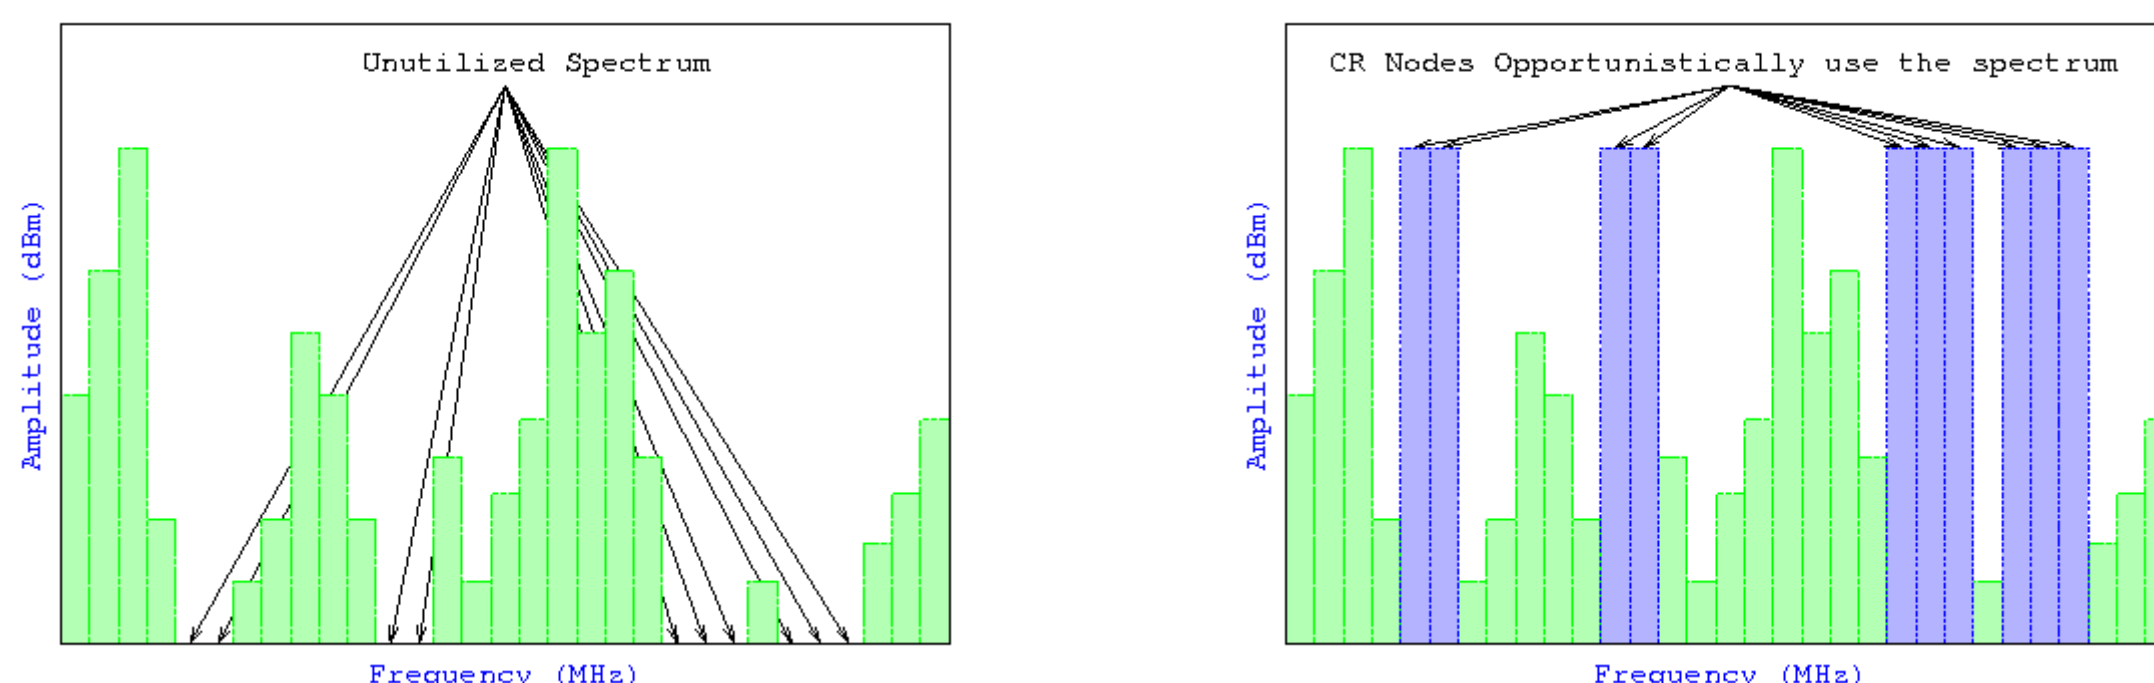 Unutilized Spectrum
Amplitude (dBm)
Frequency (MHz)
CR Nodes Opportunistically use the spectrum
Amplitude (dBm)
Frequency (MHz)